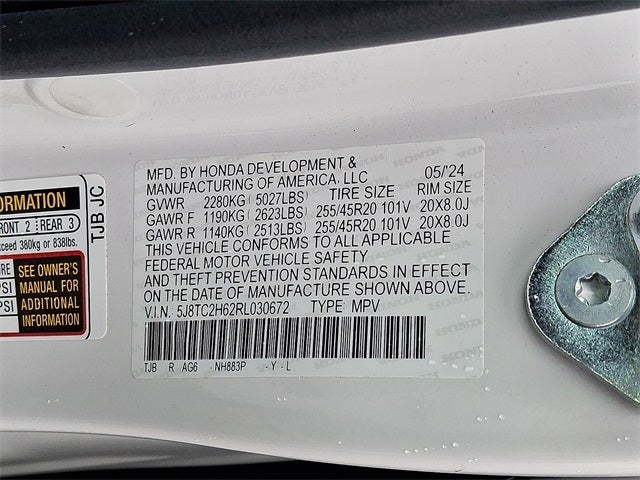 MFD. BY HONDA DEVELOPMENT &
MANUFACTURING OF AMERICA, LLC 05/'24
GVWR 2280KG ( 5027LBS) TIRE SIZE RIM SIZE
GAWR F 1190KG ( 2623LBS) 255/45R20 101V 20X8.0J
GAWR R 1140KG ( 2513LBS) 255/45R20 101V 20X8.0J
THIS VEHICLE CONFORMS TO ALL APPLICABLE
FEDERAL MOTOR VEHICLE SAFETY
AND THEFT PREVENTION STANDARDS IN EFFECT
ON THE DATE OF MANUFACTURE SHOWN ABOVE.
V.I.N. 5J8TC2H62RL030672 TYPE: MPV
TJB R AG6 -NH883P -Y-L
FRONT 2 REAR 3
exceed 380kg or 838lbs.
SEE OWNER'S
MANUAL FOR
ADDITIONAL
INFORMATION
TJB JC